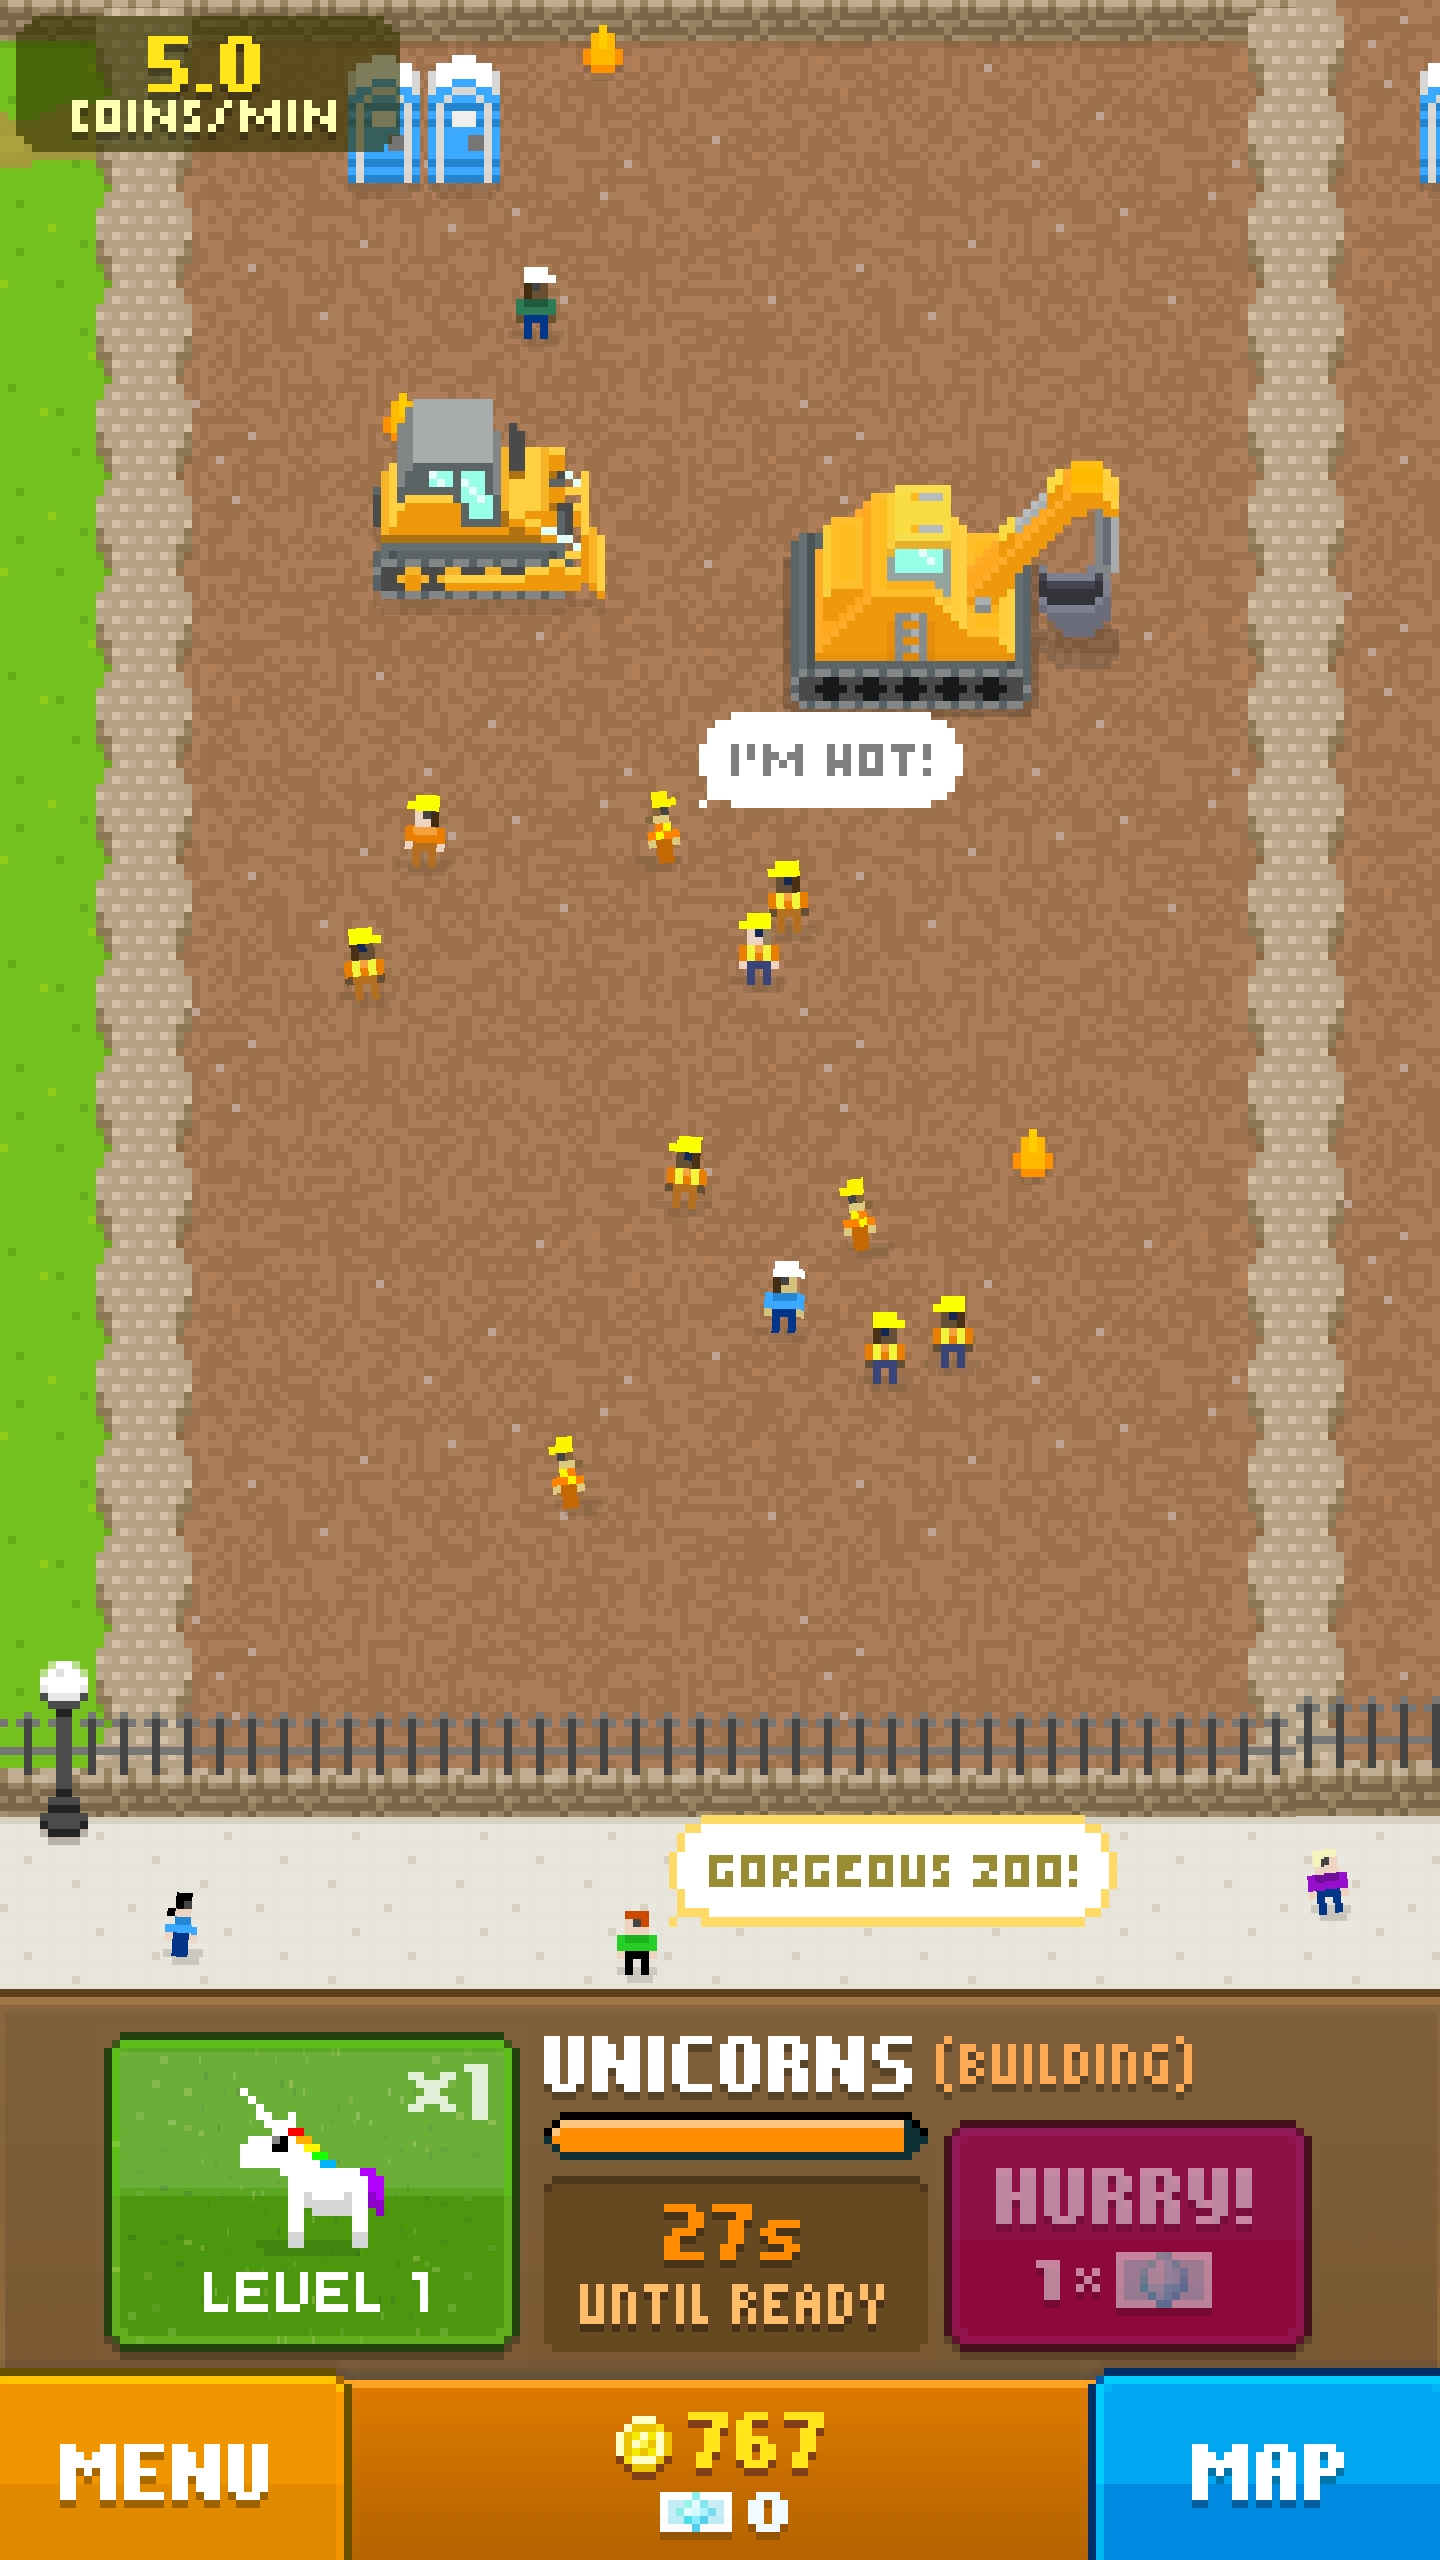 5.0
COINS/MIN
I'M HOT!
GORGEOUS ZOO!
UNICORNS (BUILDING)
x1
LEVEL 1
27s
UNTIL READY
HURRY!
1×
MENU
767
0
MAP